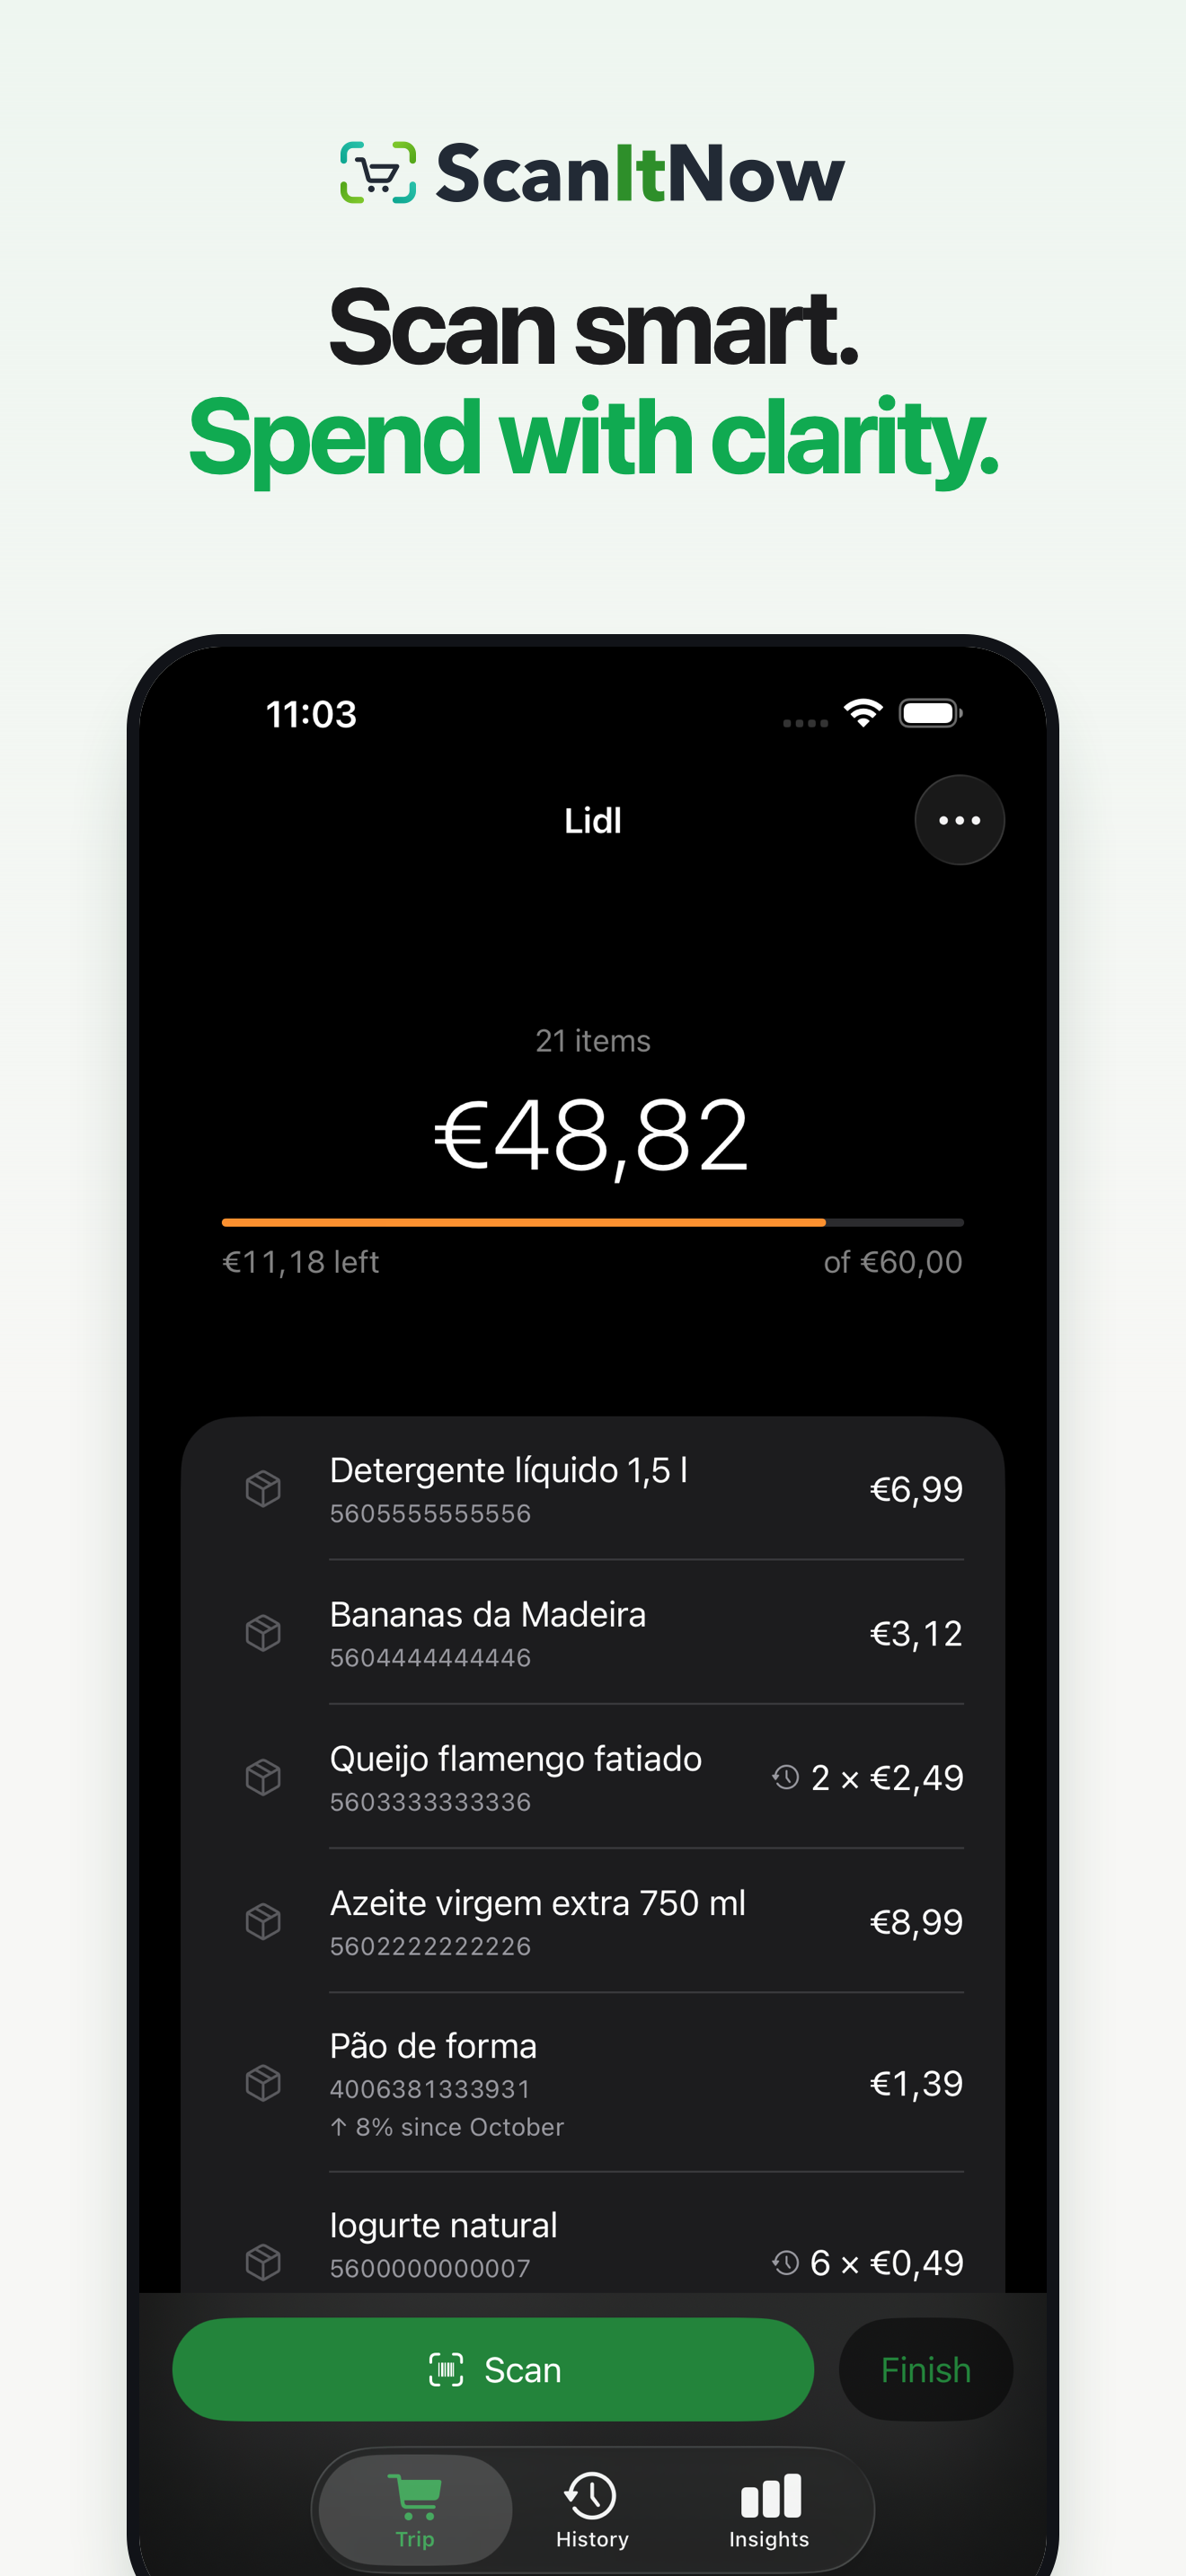 ScanItNow
Scan smart.
Spend with clarity.
11:03
Lidl
21 items
€48,82
€11,18 left
of €60,00
Detergente líquido 1,5 l
5605555555556
€6,99
Bananas da Madeira
5604444444446
€3,12
Queijo flamengo fatiado
5603333333336
2 × €2,49
Azeite virgem extra 750 ml
5602222222226
€8,99
Pão de forma
4006381333931
↑ 8% since October
€1,39
Iogurte natural
5600000000007
6 × €0,49
Scan
Finish
Trip
History
Insights